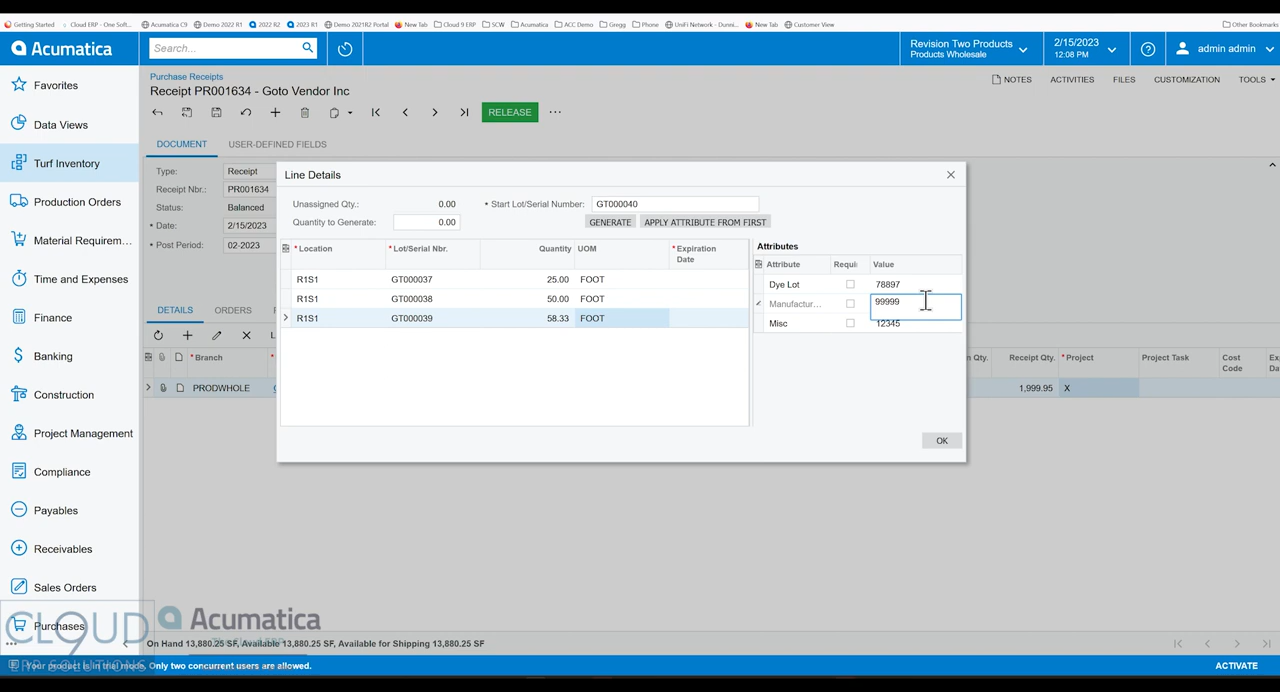 Getting Started Cloud ERP - One Soft... Acumatica C9 Demo 2022 R1 2022 R2 2023 R1 Demo 2021R2 Portal New Tab Cloud 9 ERP SCW Acumatica ACC Demo Gregg Phone UniFi Network - Dunni... New Tab Customer View Other Bookmarks
Acumatica
Search...
Revision Two Products
Products Wholesale
2/15/2023
12:08 PM
admin admin
Favorites
Data Views
Turf Inventory
Production Orders
Material Requirem...
Time and Expenses
Finance
Banking
Construction
Project Management
Compliance
Payables
Receivables
Sales Orders
Purchases
Purchase Receipts
Receipt PR001634 - Goto Vendor Inc
NOTES ACTIVITIES FILES CUSTOMIZATION TOOLS
RELEASE
DOCUMENT USER-DEFINED FIELDS
Type: Receipt
Receipt Nbr.: PR001634
Status: Balanced
Date: 2/15/2023
Post Period: 02-2023
DETAILS ORDERS
Line Details
Unassigned Qty.: 0.00 Start Lot/Serial Number: GT000040
Quantity to Generate: 0.00 GENERATE APPLY ATTRIBUTE FROM FIRST
*Location *Lot/Serial Nbr. Quantity UOM *Expiration Date
R1S1 GT000037 25.00 FOOT
R1S1 GT000038 50.00 FOOT
R1S1 GT000039 58.33 FOOT
Attributes
Attribute Requi Value
Dye Lot 78897
Manufactur... 99999
Misc 12345
OK
*Branch n Qty. Receipt Qty. *Project Project Task Cost Code Ex Da
PRODWHOLE 1,999.95 X
CLOUD 9
ERP SOLUTIONS
Acumatica
The Cloud ERP
On Hand 13,880.25 SF, Available 13,880.25 SF, Available for Shipping 13,880.25 SF
Your product is in trial mode. Only two concurrent users are allowed.
ACTIVATE